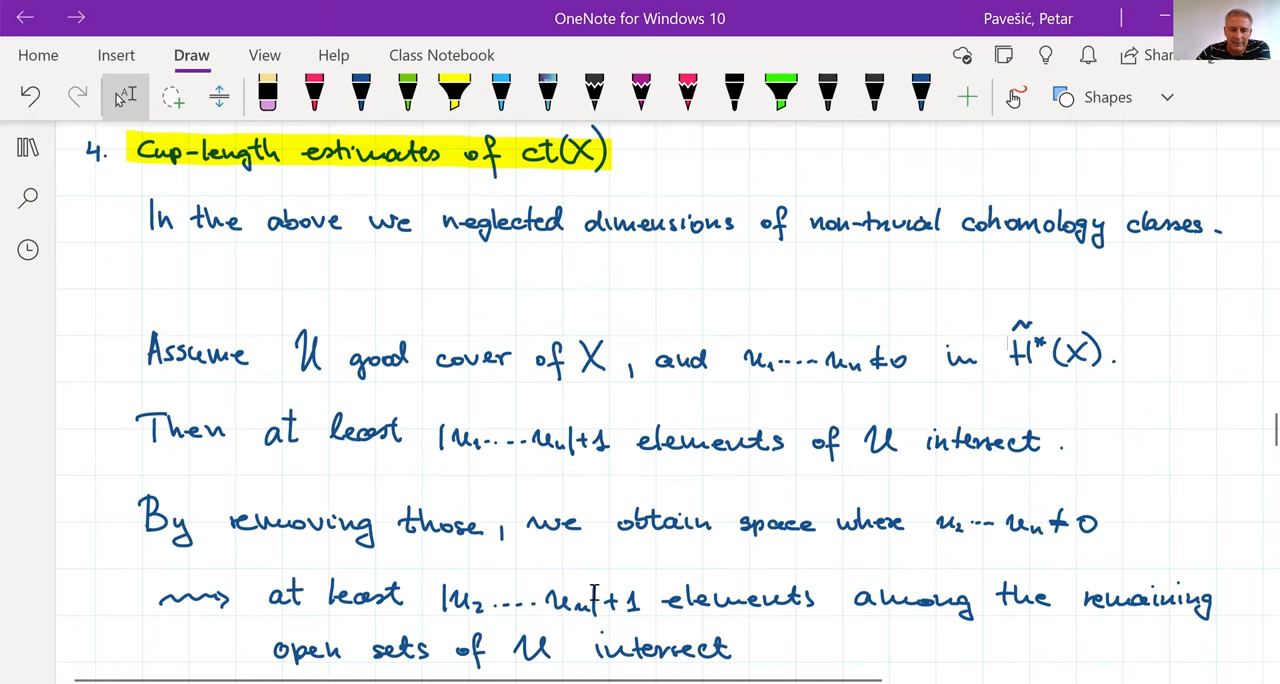 OneNote for Windows 10
Pavešić, Petar
Home Insert Draw View Help Class Notebook
Shar
Shapes
4. Cup-length estimates of ct(X)
In the above we neglected dimensions of non-trivial cohomology classes.
Assume U good cover of X, and u₁·...·uₙ≠0 in H̃*(X).
Then at least |u₁·...·uₙ|+1 elements of U intersect.
By removing those, we obtain space where u₂...uₙ≠0
⇝ at least |u₂·...·uₙ|+1 elements among the remaining
open sets of U intersect